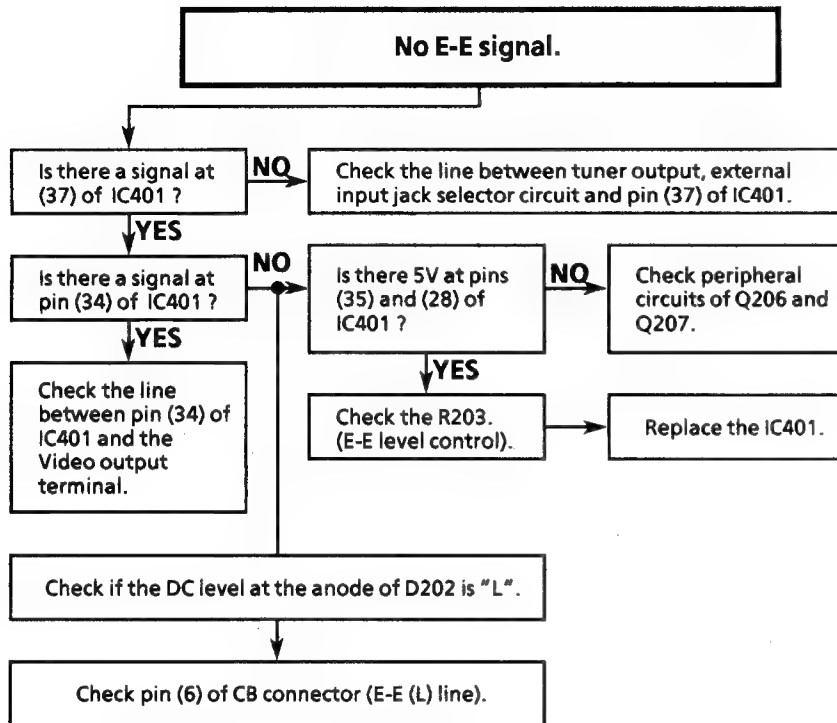 No E-E signal.
Is there a signal at
(37) of IC401 ?
NO
Check the line between tuner output, external
input jack selector circuit and pin (37) of IC401.
YES
Is there a signal at
pin (34) of IC401 ?
NO
Is there 5V at pins
(35) and (28) of
IC401 ?
NO
Check peripheral
circuits of Q206 and
Q207.
YES
Check the line
between pin (34) of
IC401 and the
Video output
terminal.
YES
Check the R203.
(E-E level control).
Replace the IC401.
Check if the DC level at the anode of D202 is "L".
Check pin (6) of CB connector (E-E (L) line).